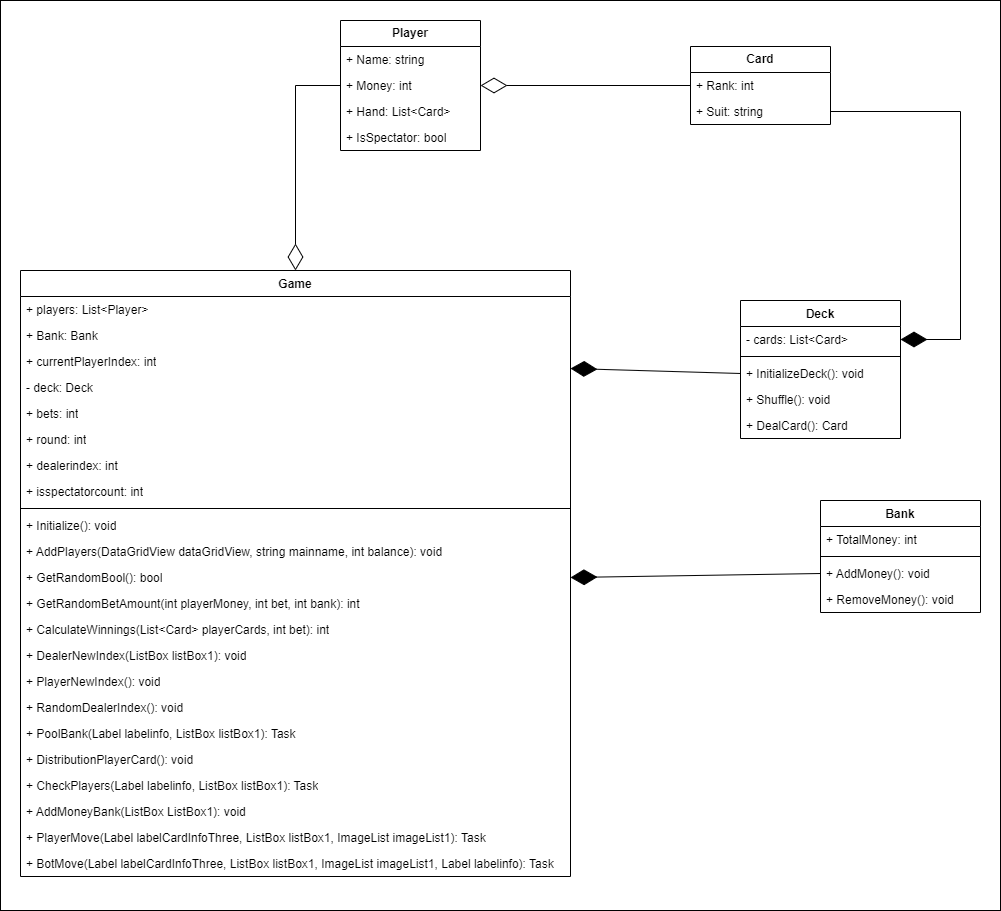 Player
+ Name: string
+ Money: int
+ Hand: List<Card>
+ IsSpectator: bool
Card
+ Rank: int
+ Suit: string
Game
+ players: List<Player>
+ Bank: Bank
+ currentPlayerIndex: int
- deck: Deck
+ bets: int
+ round: int
+ dealerindex: int
+ isspectatorcount: int
+ Initialize(): void
+ AddPlayers(DataGridView dataGridView, string mainname, int balance): void
+ GetRandomBool(): bool
+ GetRandomBetAmount(int playerMoney, int bet, int bank): int
+ CalculateWinnings(List<Card> playerCards, int bet): int
+ DealerNewIndex(ListBox listBox1): void
+ PlayerNewIndex(): void
+ RandomDealerIndex(): void
+ PoolBank(Label labelinfo, ListBox listBox1): Task
+ DistributionPlayerCard(): void
+ CheckPlayers(Label labelinfo, ListBox listBox1): Task
+ AddMoneyBank(ListBox ListBox1): void
+ PlayerMove(Label labelCardInfoThree, ListBox listBox1, ImageList imageList1): Task
+ BotMove(Label labelCardInfoThree, ListBox listBox1, ImageList imageList1, Label labelinfo): Task
Deck
- cards: List<Card>
+ InitializeDeck(): void
+ Shuffle(): void
+ DealCard(): Card
Bank
+ TotalMoney: int
+ AddMoney(): void
+ RemoveMoney(): void